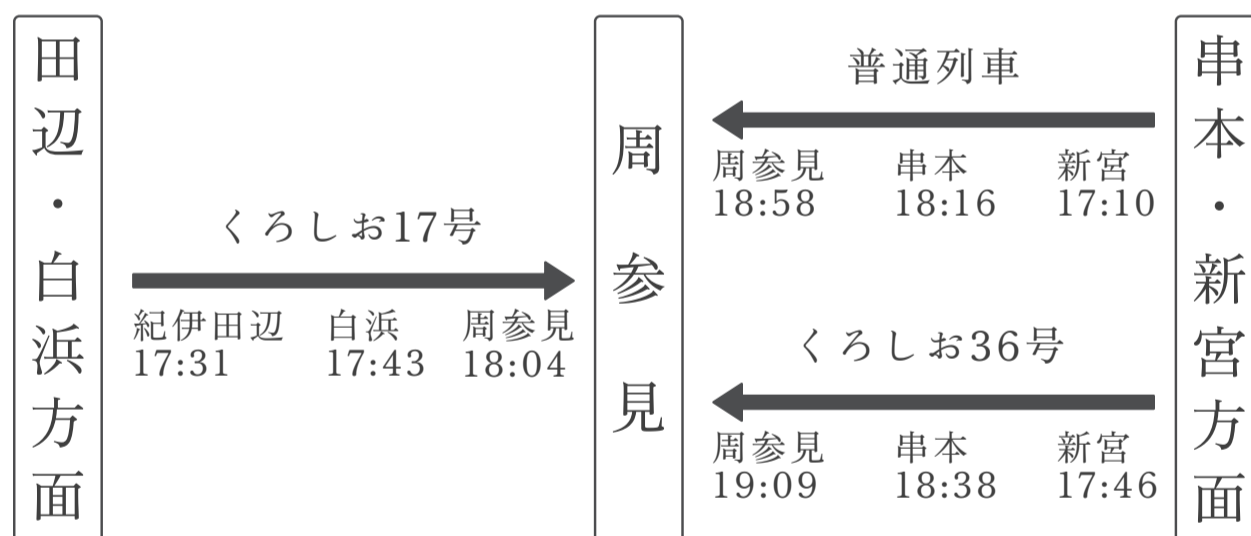 田辺・白浜方面
くろしお17号
紀伊田辺 白浜 周参見
17:31 17:43 18:04
周参見
普通列車
周参見 串本 新宮
18:58 18:16 17:10
くろしお36号
周参見 串本 新宮
19:09 18:38 17:46
串本・新宮方面